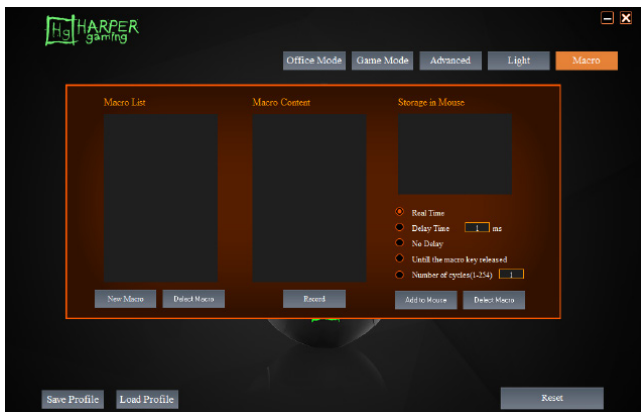 Hg HARPER
gaming
Office Mode Game Mode Advanced Light Macro
Macro List Macro Content Storage in Mouse
Real Time
Delay Time 1 ms
No Delay
Untill the macro key released
Number of cycles(1-254) 1
New Macro Delect Macro Record Add to Mouse Delect Macro
Save Profile Load Profile Reset